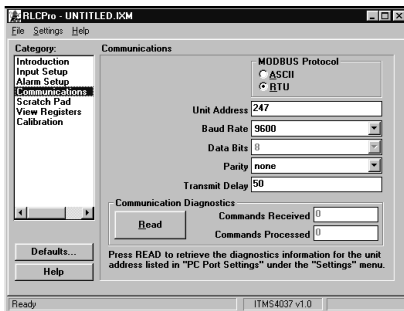 RLCPro - UNTITLED.IXM
File Settings Help
Category:
Introduction
Input Setup
Alarm Setup
Communications
Scratch Pad
View Registers
Calibration
Defaults...
Help
Communications
MODBUS Protocol
ASCII
RTU
Unit Address 247
Baud Rate 9600
Data Bits 8
Parity none
Transmit Delay 50
Communication Diagnostics
Read
Commands Received 0
Commands Processed 0
Press READ to retrieve the diagnostics information for the unit
address listed in "PC Port Settings" under the "Settings" menu.
Ready ITMS4037 v1.0